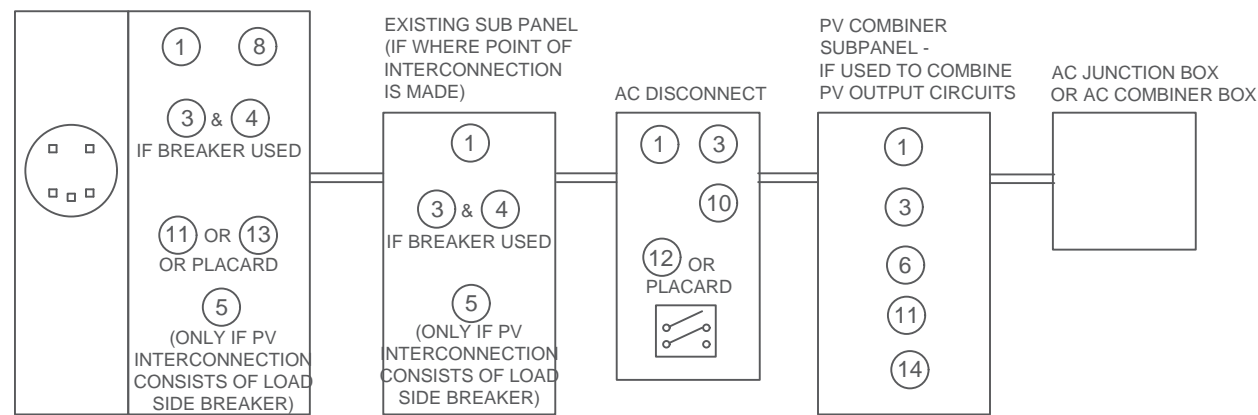 1 8
3 & 4
IF BREAKER USED
11 OR 13
OR PLACARD
5
(ONLY IF PV
INTERCONNECTION
CONSISTS OF LOAD
SIDE BREAKER)
EXISTING SUB PANEL
(IF WHERE POINT OF
INTERCONNECTION
IS MADE)
1
3 & 4
IF BREAKER USED
5
(ONLY IF PV
INTERCONNECTION
CONSISTS OF LOAD
SIDE BREAKER)
AC DISCONNECT
1 3
10
12 OR
PLACARD
PV COMBINER
SUBPANEL -
IF USED TO COMBINE
PV OUTPUT CIRCUITS
1
3
6
11
14
AC JUNCTION BOX
OR AC COMBINER BOX